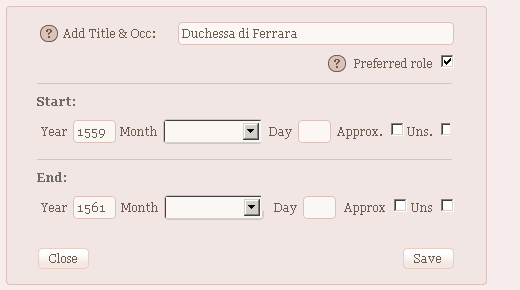 ? Add Title & Occ: Duchessa di Ferrara
? Preferred role
Start:
Year 1559 Month Day Approx. Uns.
End:
Year 1561 Month Day Approx Uns
Close Save